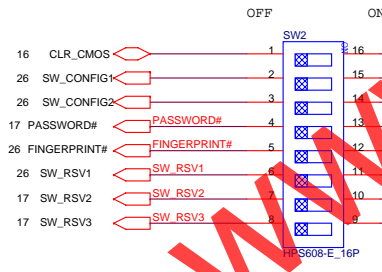 OFF ON
SW2
16 CLR_CMOS 1 16
26 SW_CONFIG1 2 15
26 SW_CONFIG2 3 14
17 PASSWORD# PASSWORD# 4 13
26 FINGERPRINT# FINGERPRINT# 5 12
26 SW_RSV1 SW_RSV1 6 11
17 SW_RSV2 SW_RSV2 7 10
17 SW_RSV3 SW_RSV3 8 9
HPS608-E_16P
WWW